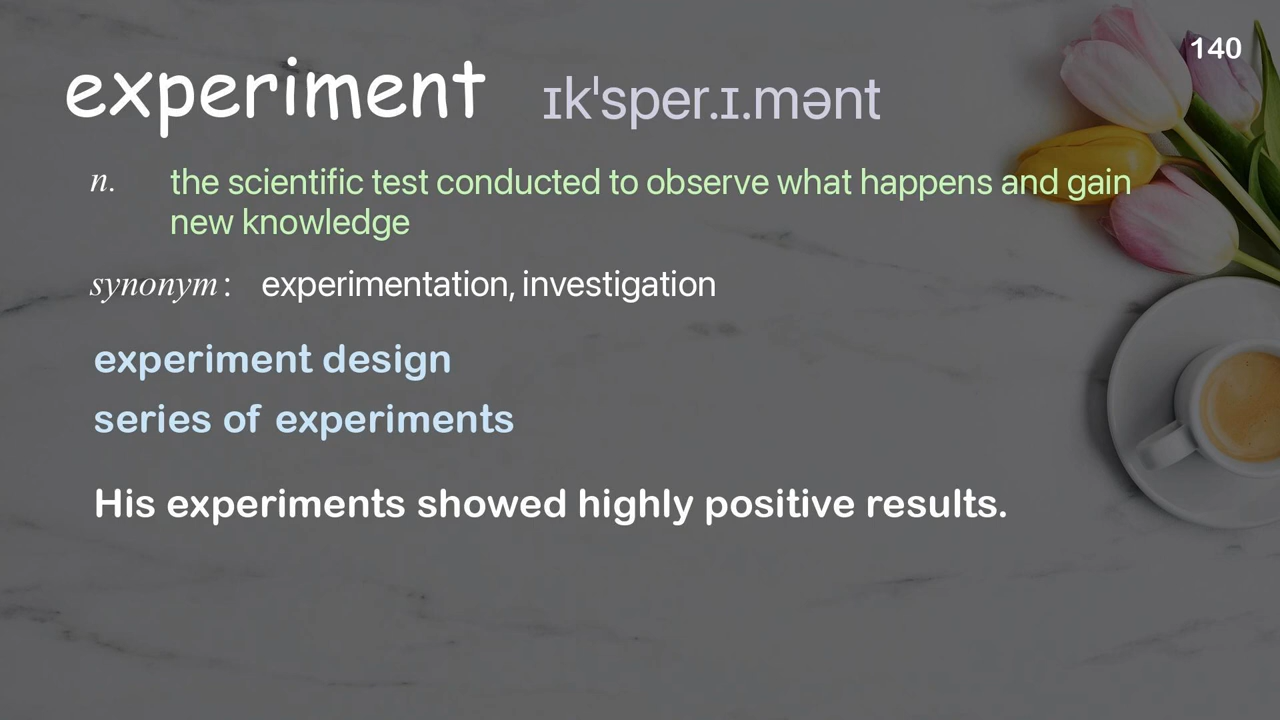 140
experiment ɪkˈsper.ɪ.mənt
n. the scientific test conducted to observe what happens and gain
new knowledge
synonym : experimentation, investigation
experiment design
series of experiments
His experiments showed highly positive results.